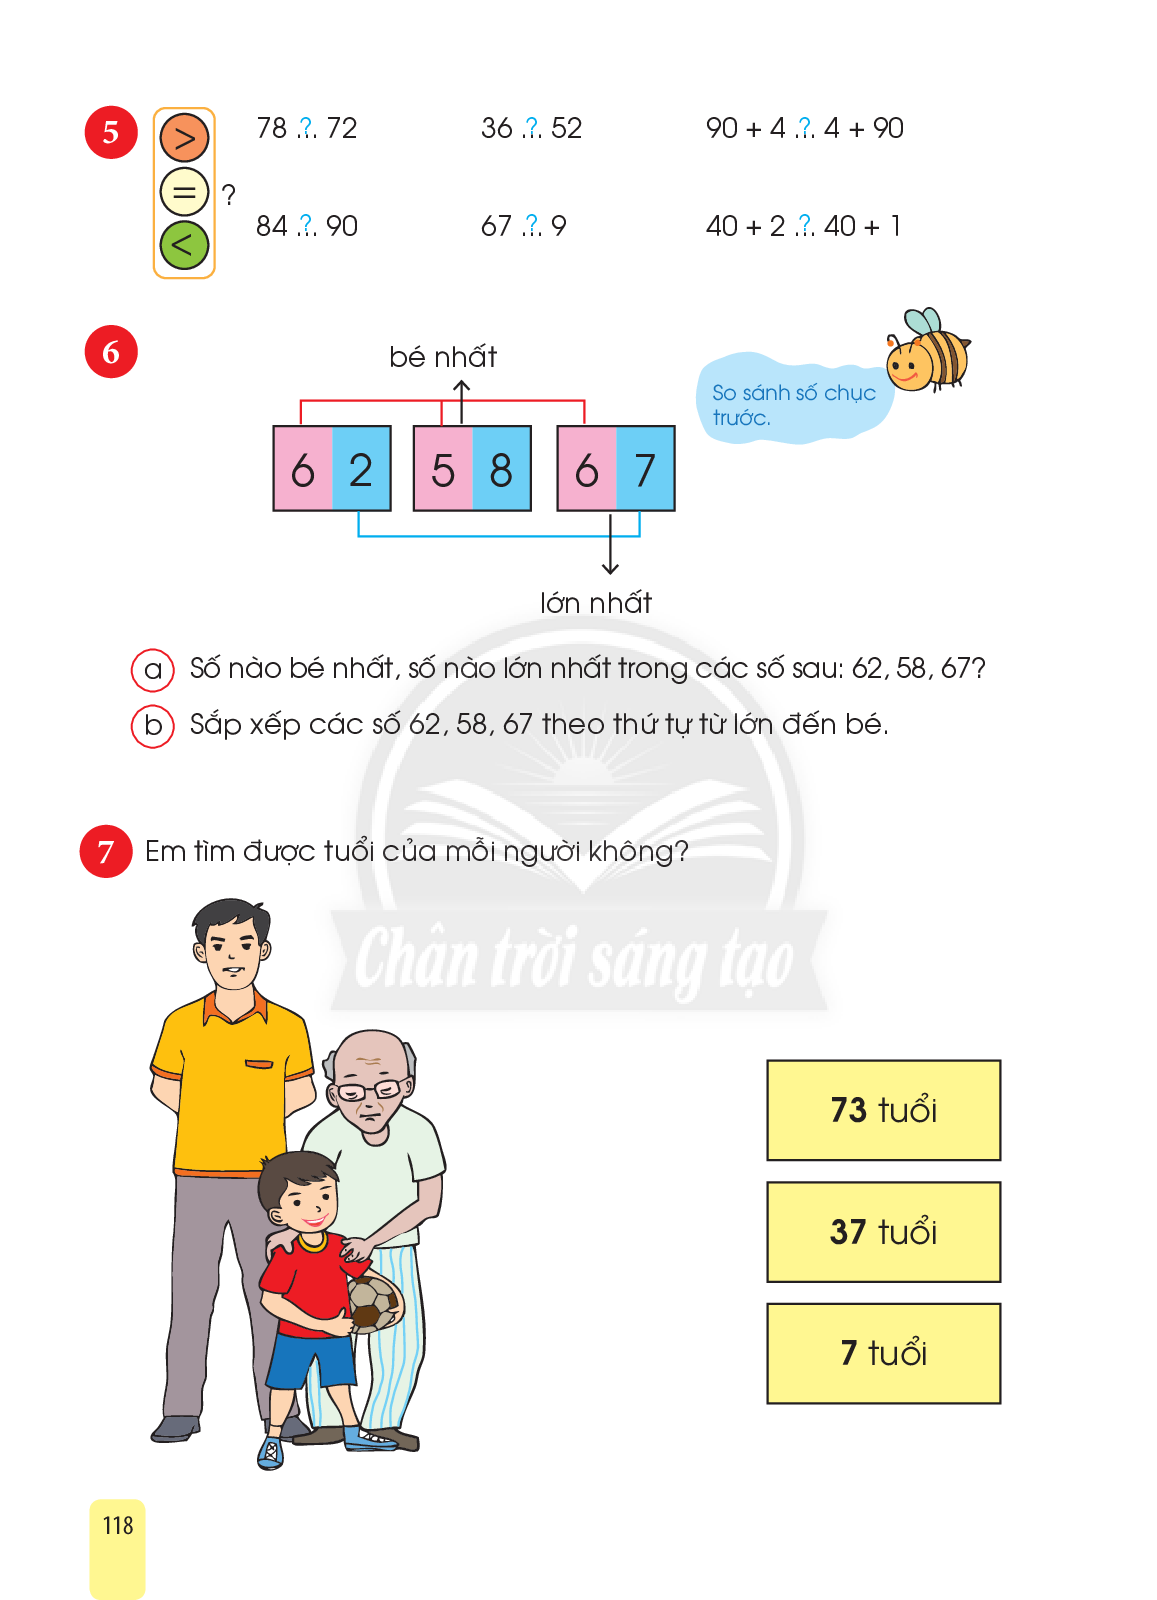 5
>
=
<
?
78 .?. 72 36 .?. 52 90 + 4 .?. 4 + 90
84 .?. 90 67 .?. 9 40 + 2 .?. 40 + 1
6
bé nhất
So sánh số chục
trước.
6 2 5 8 6 7
lớn nhất
a Số nào bé nhất, số nào lớn nhất trong các số sau: 62, 58, 67?
b Sắp xếp các số 62, 58, 67 theo thứ tự từ lớn đến bé.
7 Em tìm được tuổi của mỗi người không?
Chân trời sáng tạo
73 tuổi
37 tuổi
7 tuổi
118